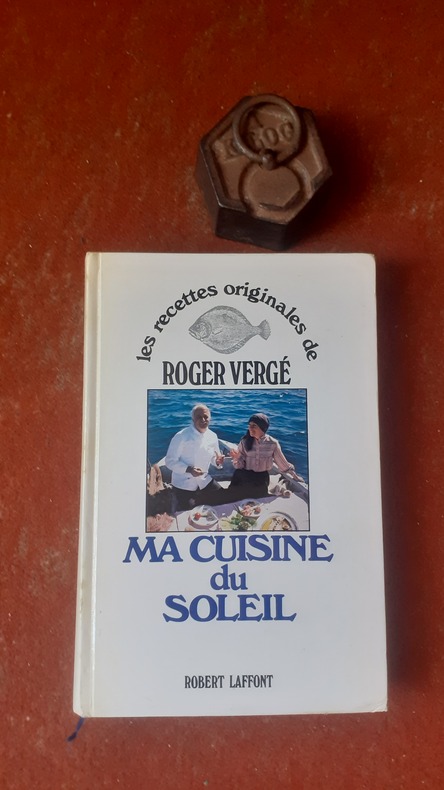 les recettes originales de
ROGER VERGÉ
MA CUISINE
du
SOLEIL
ROBERT LAFFONT